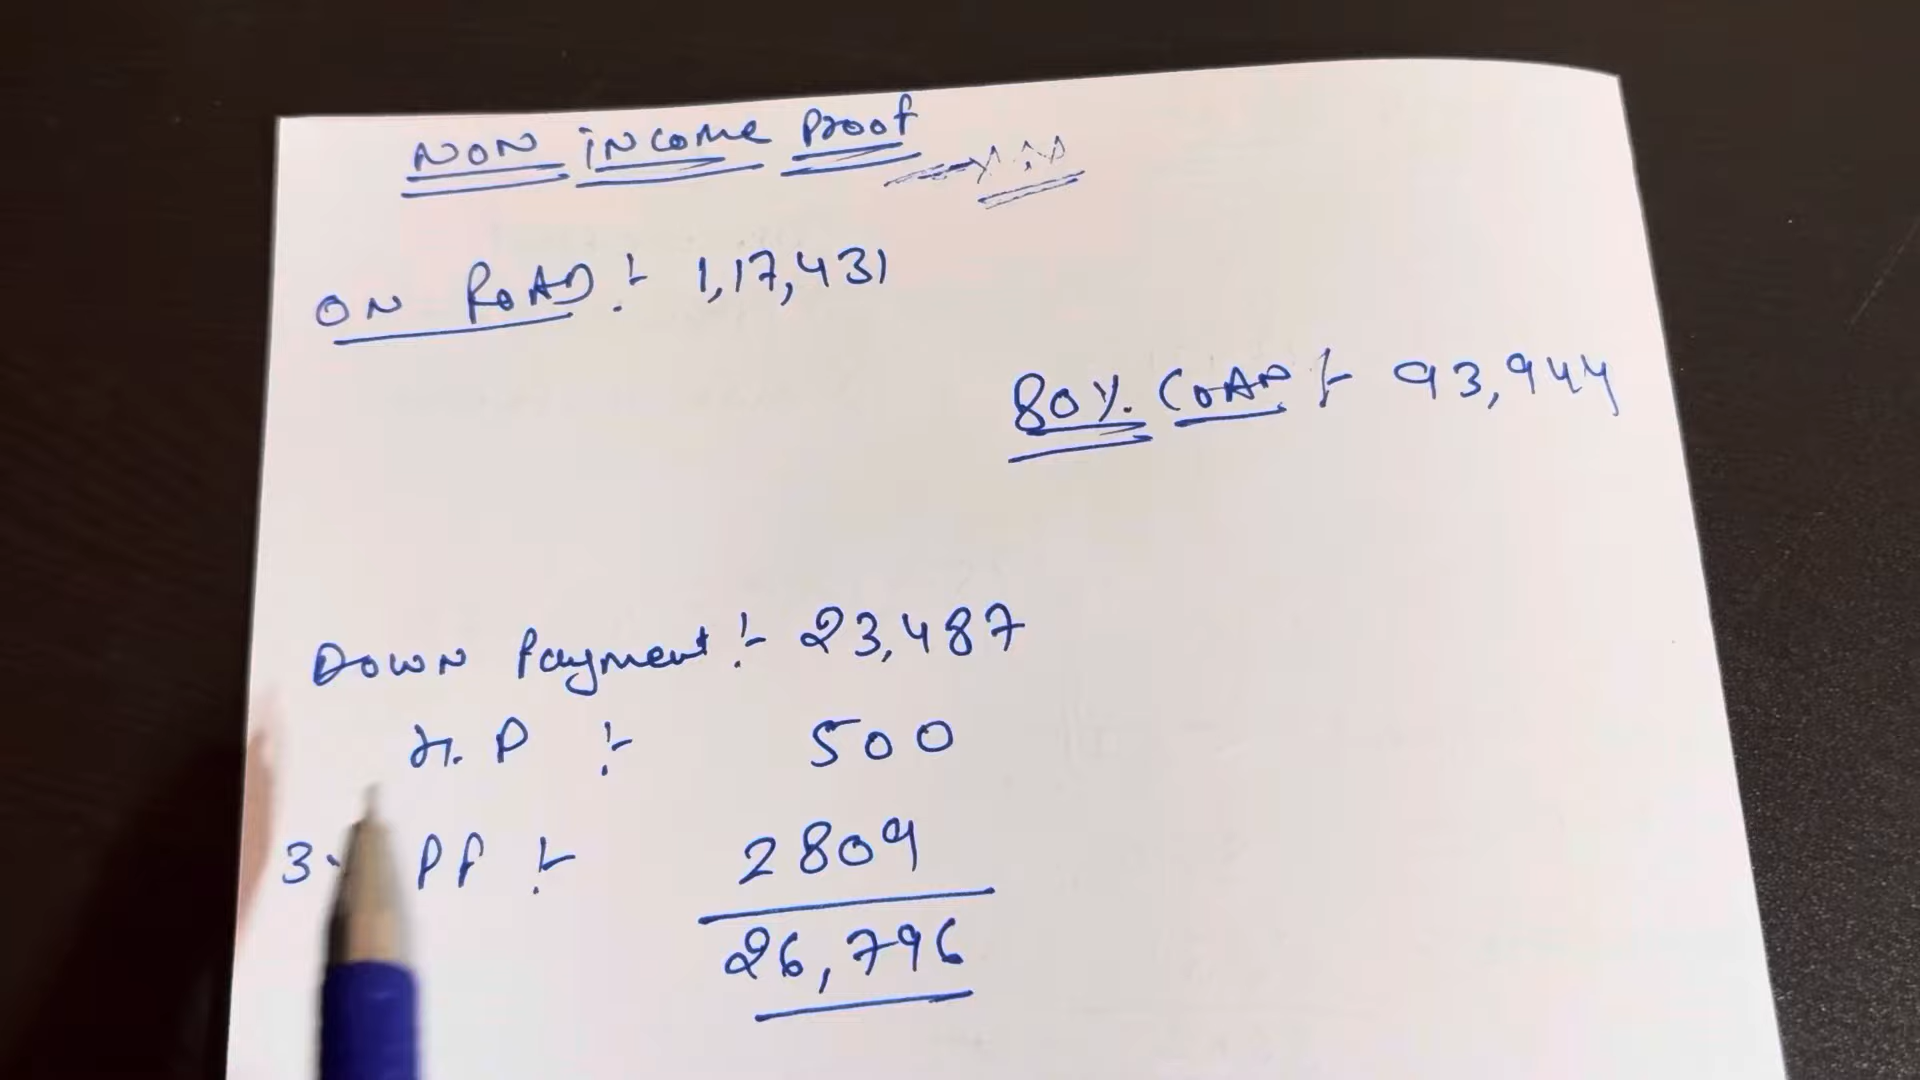 NON iNCOMe Proof
ON RoAD :- 1,17,431
80% LOAN :- 93,944
DOWN Payment :- 23,487
H.P :- 500
3% PF :- 2809
26,796